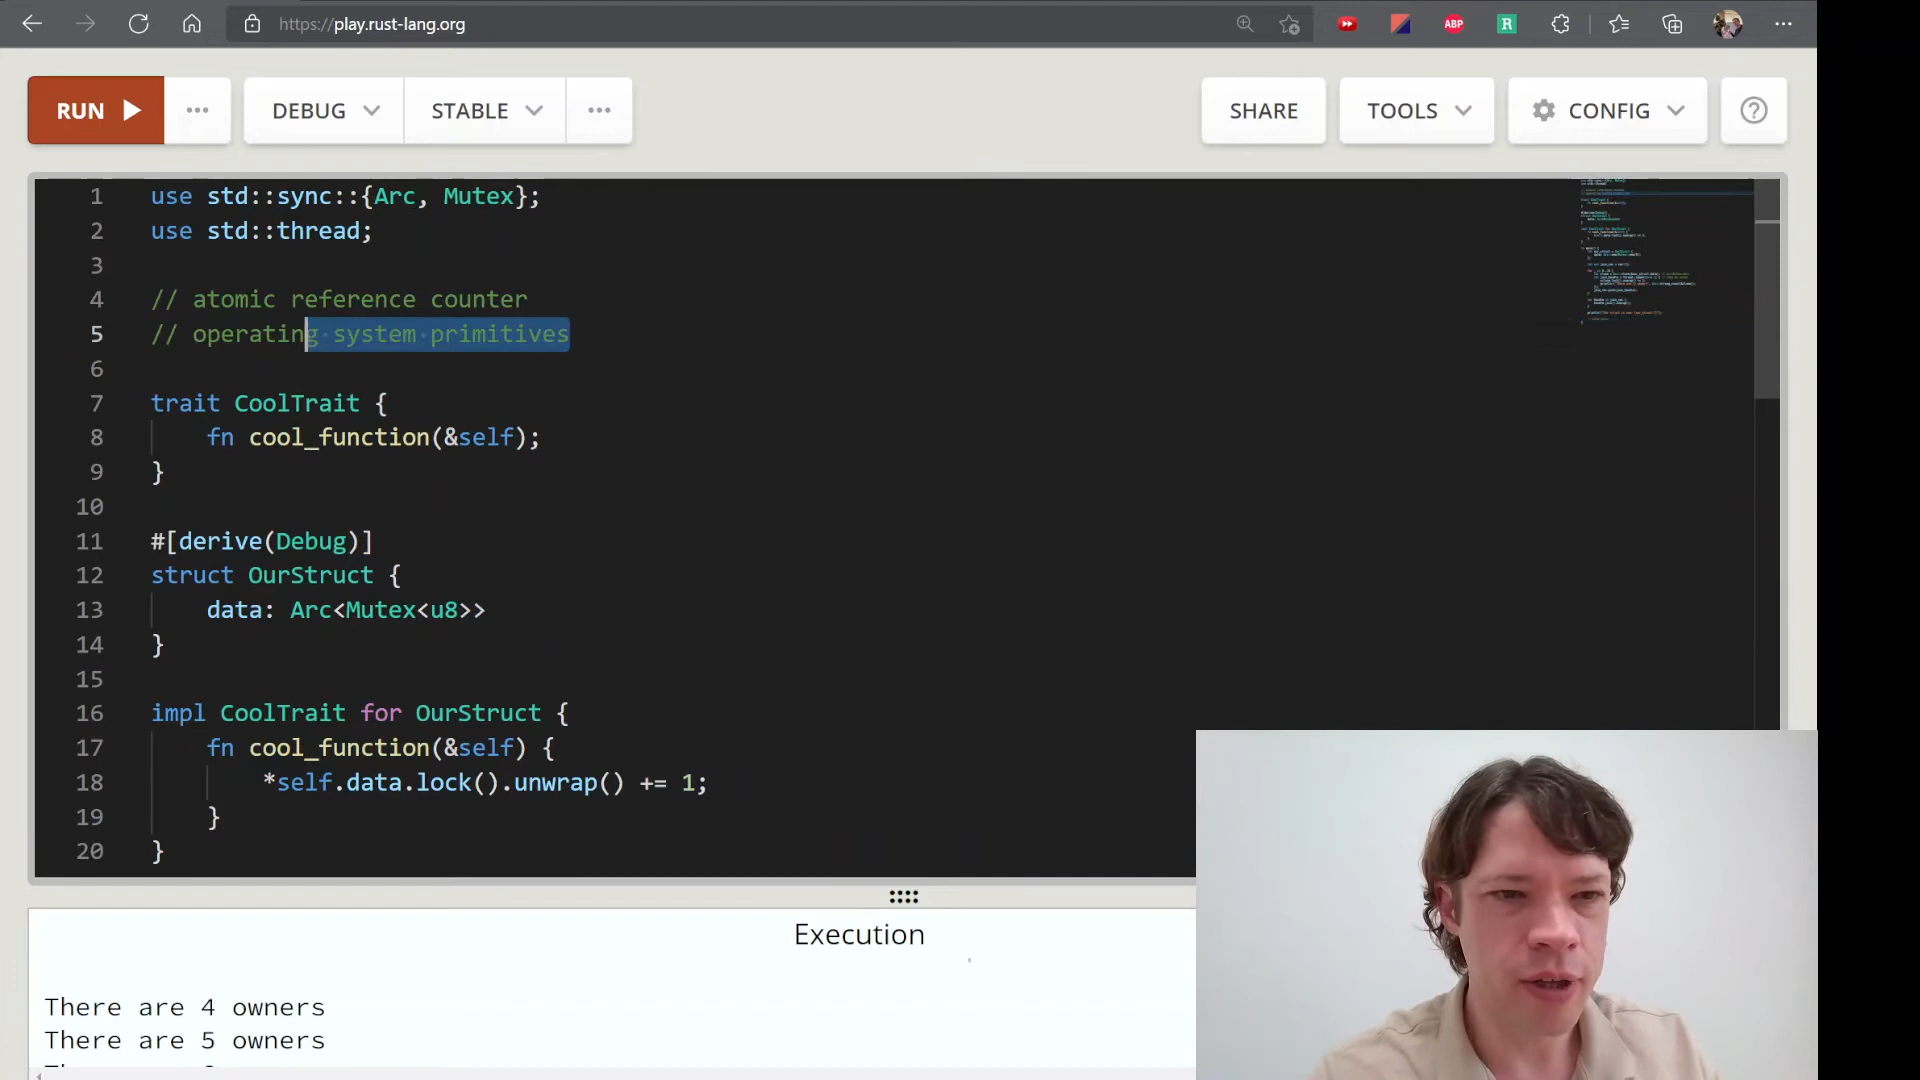 https://play.rust-lang.org
ABP
R
RUN
DEBUG
STABLE
SHARE
TOOLS
CONFIG
1 use std::sync::{Arc, Mutex};
2 use std::thread;
3
4 // atomic reference counter
5 // operating system primitives
6
7 trait CoolTrait {
8 fn cool_function(&self);
9 }
10
11 #[derive(Debug)]
12 struct OurStruct {
13 data: Arc<Mutex<u8>>
14 }
15
16 impl CoolTrait for OurStruct {
17 fn cool_function(&self) {
18 *self.data.lock().unwrap() += 1;
19 }
20 }
Execution
There are 4 owners
There are 5 owners